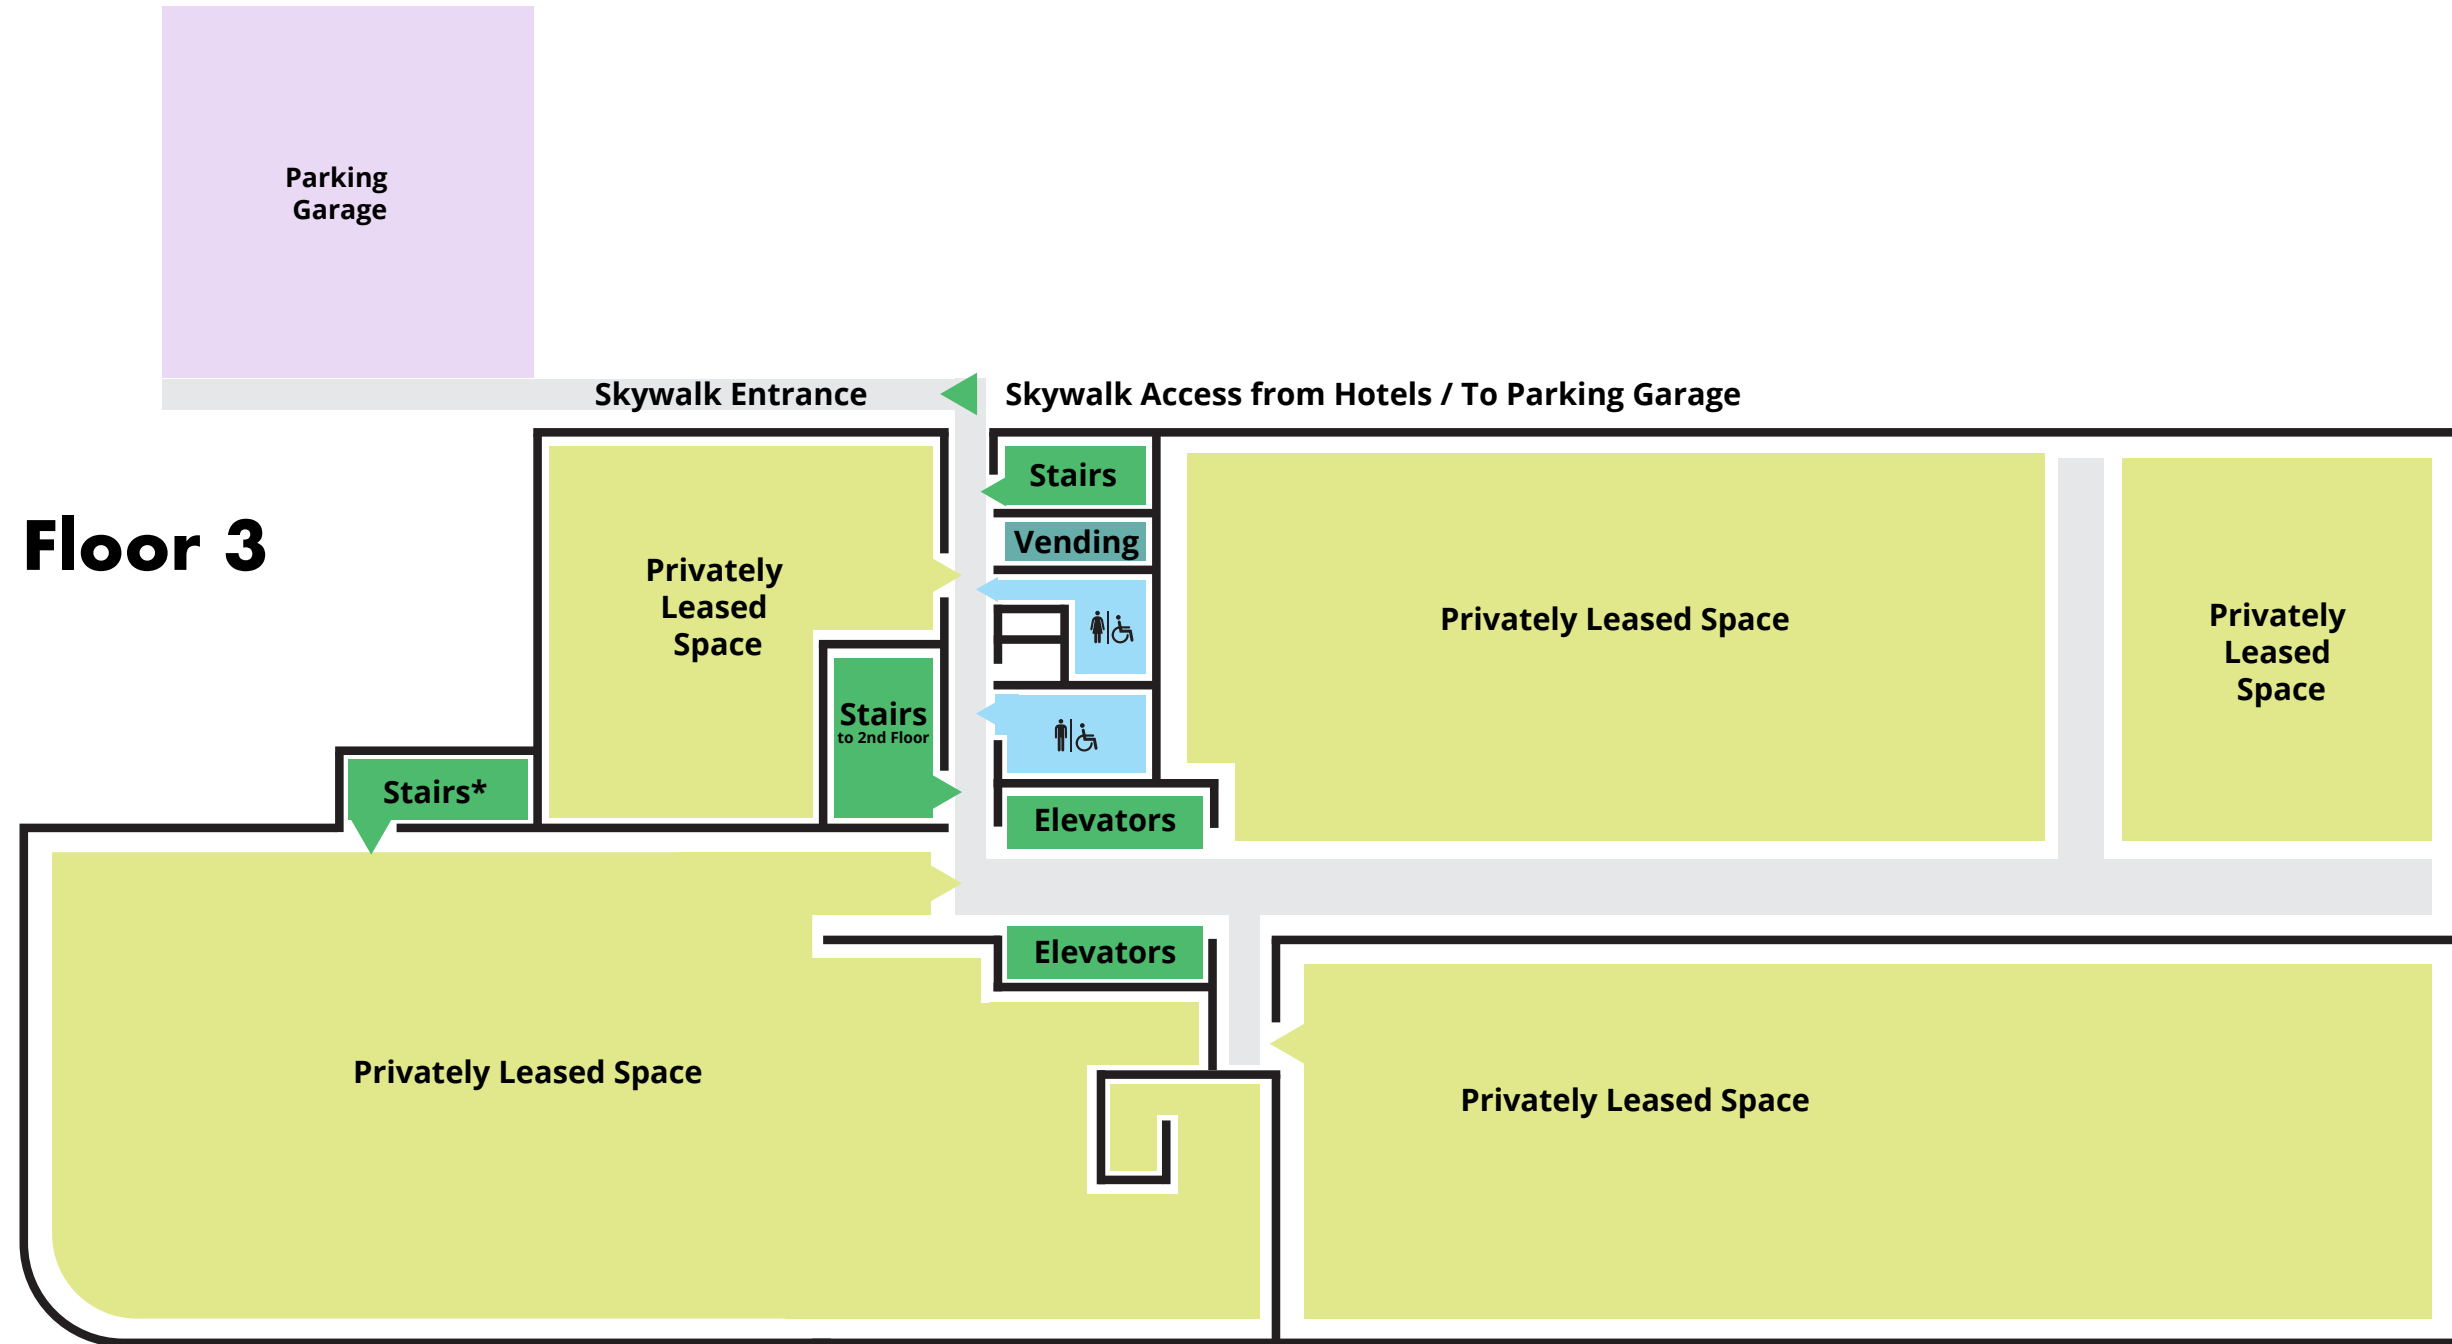 Parking
Garage
Skywalk Entrance
Skywalk Access from Hotels / To Parking Garage
Floor 3
Stairs
Vending
Privately
Leased
Space
Privately Leased Space
Privately
Leased
Space
Stairs
to 2nd Floor
Stairs*
Elevators
Elevators
Privately Leased Space
Privately Leased Space